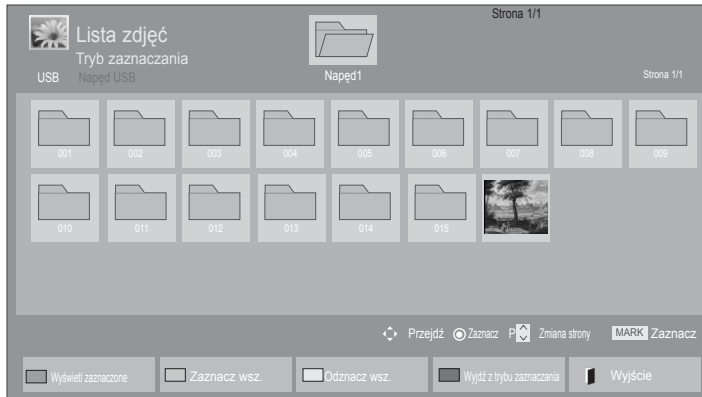 Strona 1/1
Lista zdjęć
Tryb zaznaczania
USB Napęd USB
Napęd1
Strona 1/1
001 002 003 004 005 006 007 008 009
010 011 012 013 014 015
Przejdź Zaznacz P Zmiana strony MARK Zaznacz
Wyświetl zaznaczone Zaznacz wsz. Odznacz wsz. Wyjdź z trybu zaznaczania Wyjście